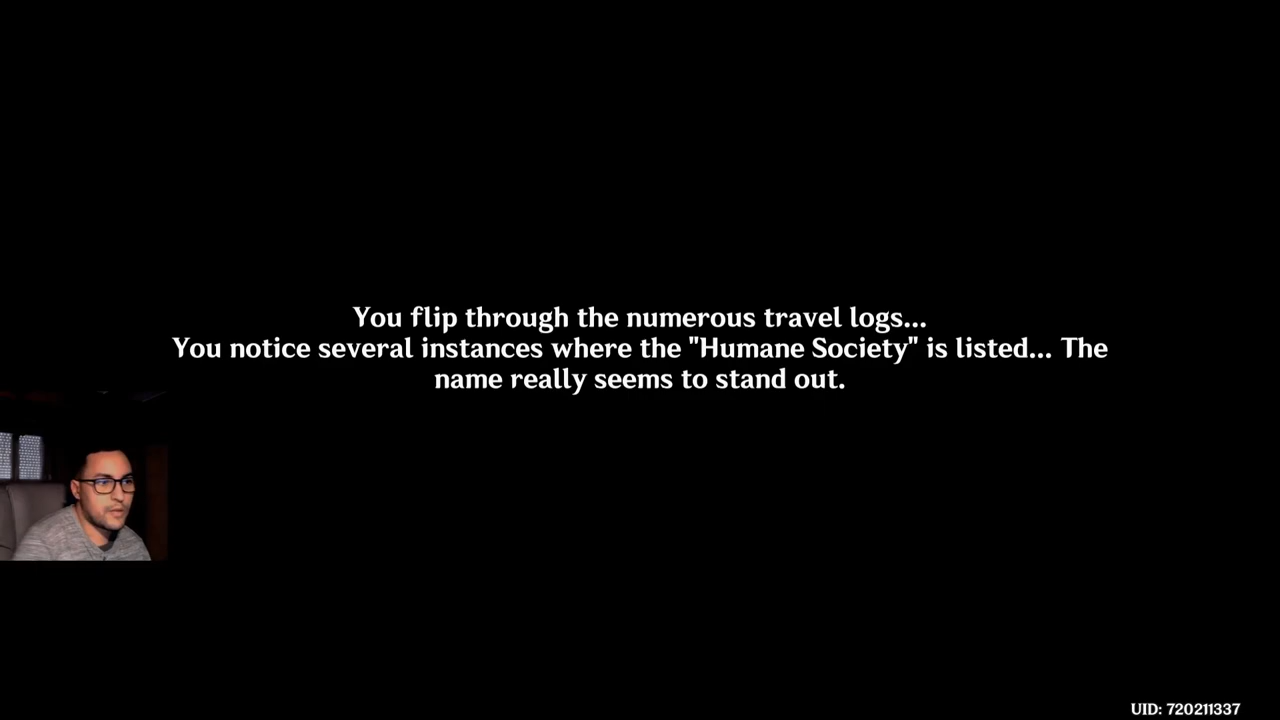 You flip through the numerous travel logs...
You notice several instances where the "Humane Society" is listed... The
name really seems to stand out.
UID: 720211337